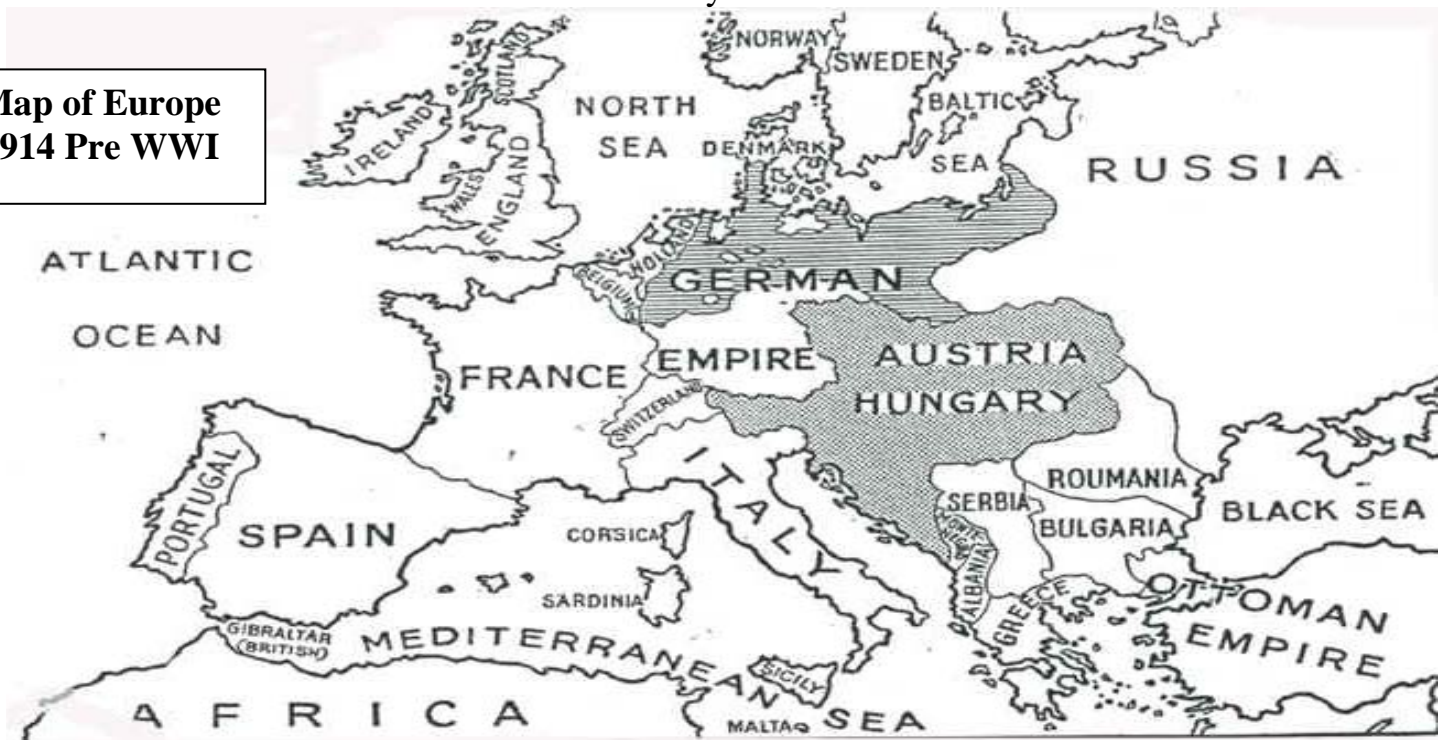 Map of Europe
1914 Pre WWI
NORWAY
SWEDEN
SCOTLAND
NORTH
SEA
BALTIC
SEA
DENMARK
IRELAND
WALES
ENGLAND
RUSSIA
ATLANTIC
OCEAN
HOLLAND
BELGIUM
GERMAN
EMPIRE
FRANCE
AUSTRIA
HUNGARY
SWITZERLAND
ITALY
ROUMANIA
SERBIA
BULGARIA
BLACK SEA
PORTUGAL
SPAIN
CORSICA
SARDINIA
ALBANIA
GREECE
OTTOMAN
EMPIRE
GIBRALTAR
(BRITISH)
MEDITERRANEAN SEA
SICILY
MALTA
AFRICA